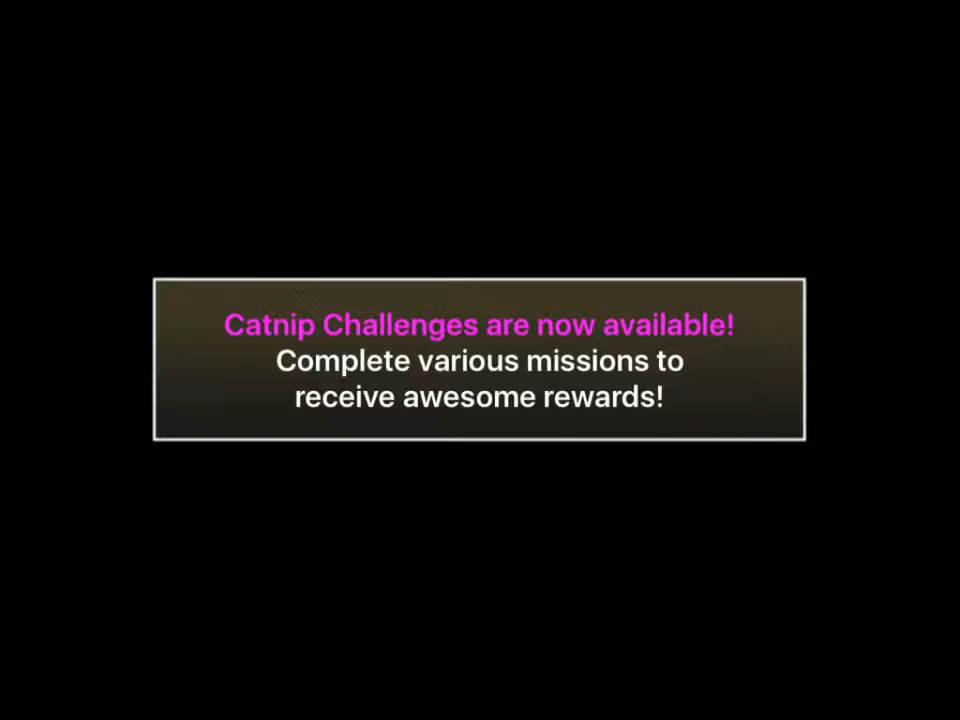 Catnip Challenges are now available!
Complete various missions to
receive awesome rewards!